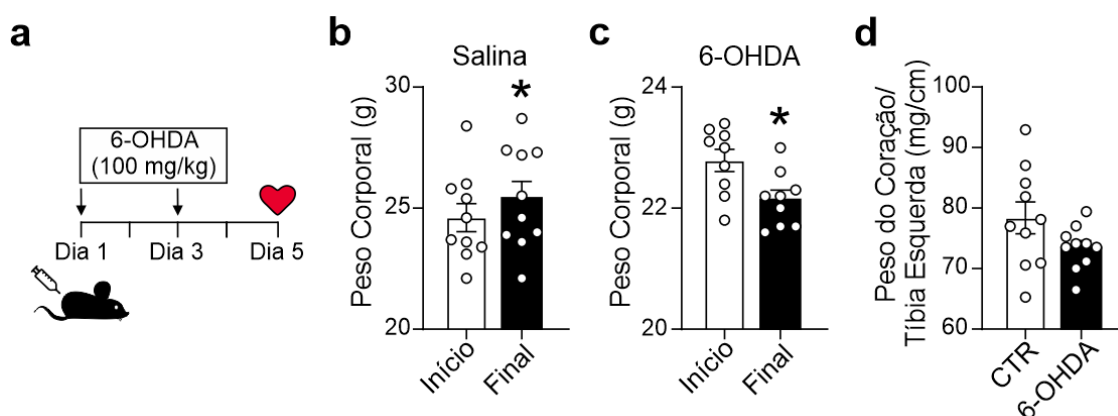 a
6-OHDA
(100 mg/kg)
Dia 1
Dia 3
Dia 5
b
Salina
*
Peso Corporal (g)
30
25
20
Início
Final
c
6-OHDA
*
Peso Corporal (g)
24
22
20
Início
Final
d
Peso do Coração/
Tíbia Esquerda (mg/cm)
100
90
80
70
60
CTR
6-OHDA